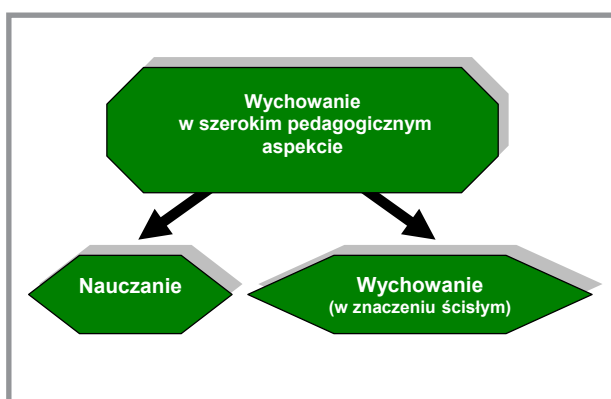 Wychowanie
w szerokim pedagogicznym
aspekcie
Nauczanie
Wychowanie
(w znaczeniu ścisłym)